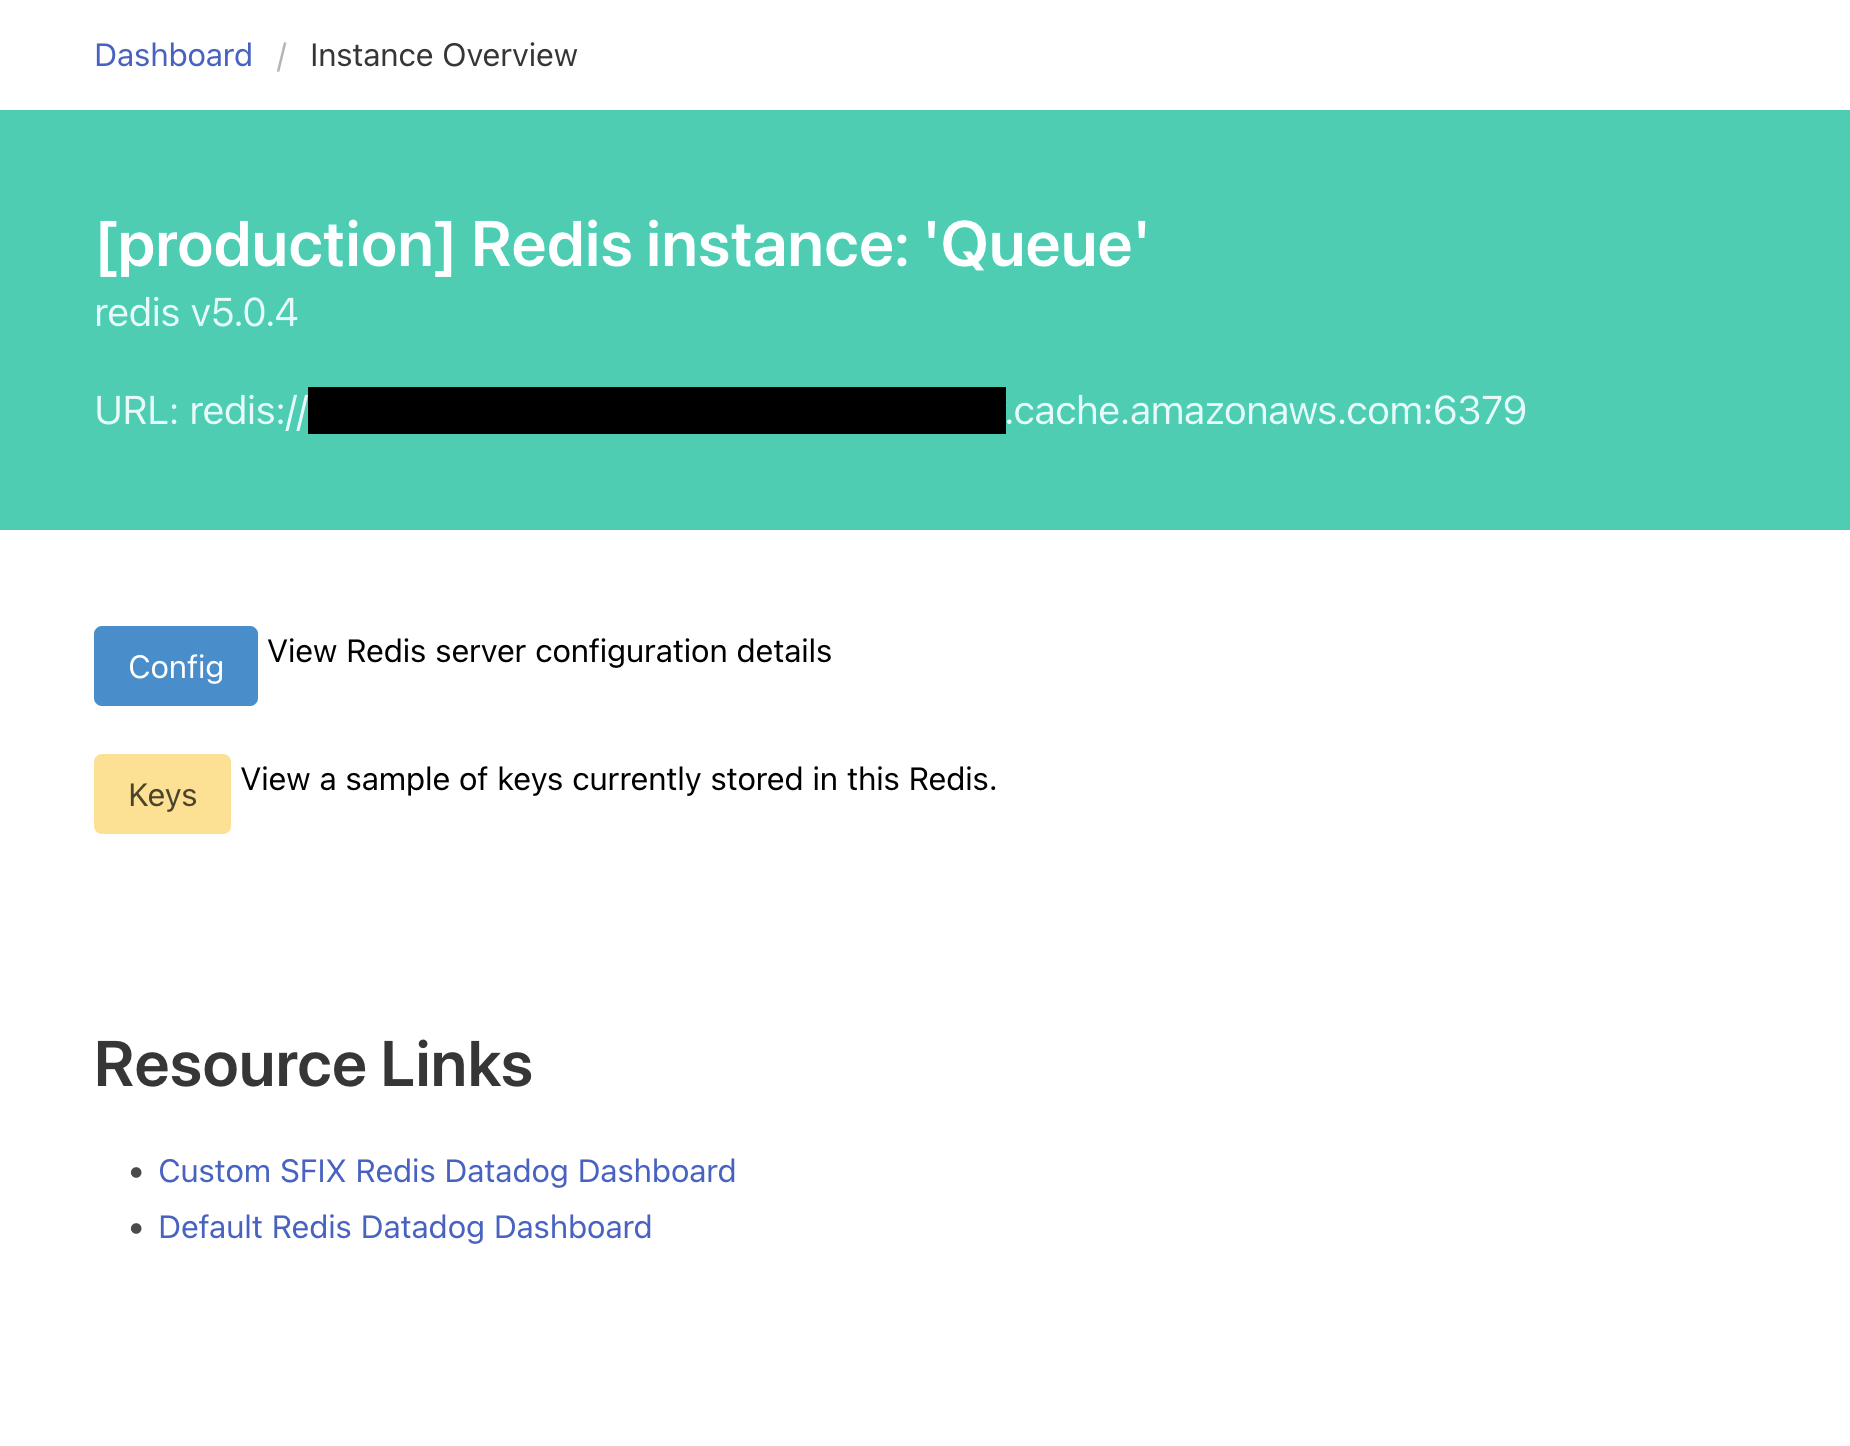 Dashboard / Instance Overview
[production] Redis instance: 'Queue'
redis v5.0.4
URL: redis://.cache.amazonaws.com:6379
Config View Redis server configuration details
Keys View a sample of keys currently stored in this Redis.
Resource Links
• Custom SFIX Redis Datadog Dashboard
• Default Redis Datadog Dashboard